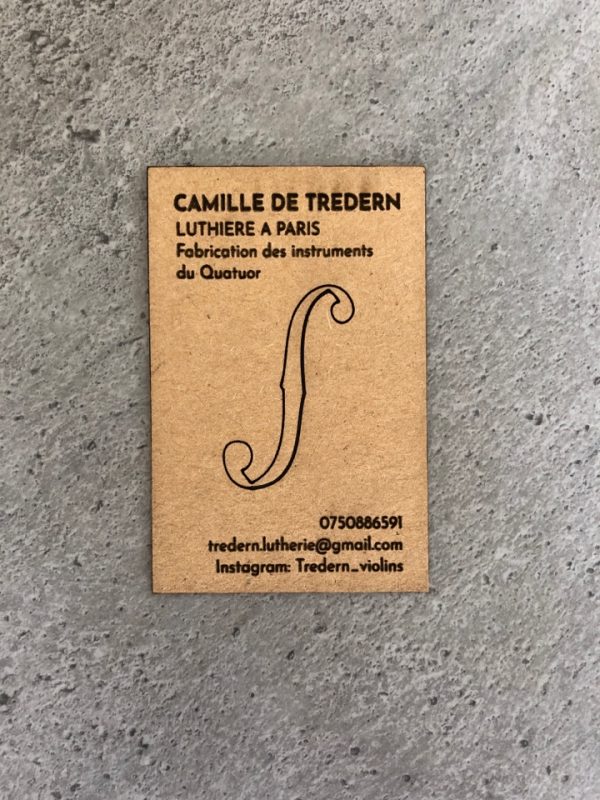 CAMILLE DE TREDERN
LUTHIERE A PARIS
Fabrication des instruments
du Quatuor
0750886591
tredern.lutherie@gmail.com
Instagram: Tredern_violins